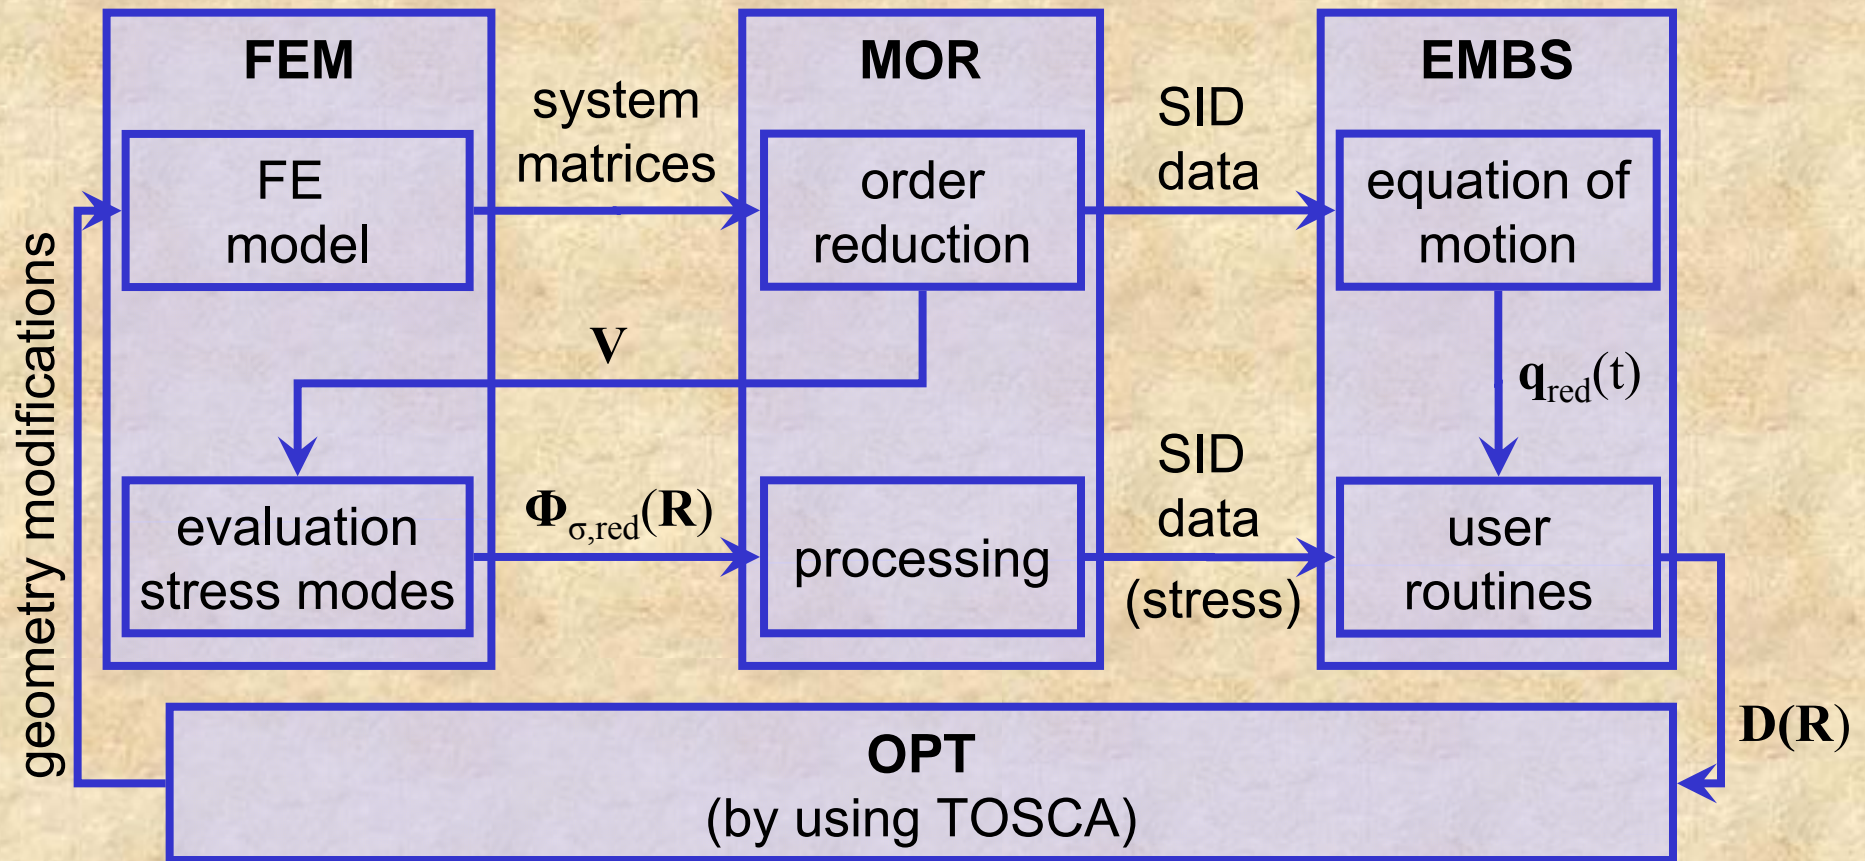 FEM
MOR
EMBS
system
matrices
SID
data
FE
model
order
reduction
equation of
motion
V
q_red(t)
evaluation
stress modes
Φ_σ,red(R)
processing
SID
data
(stress)
user
routines
geometry modifications
D(R)
OPT
(by using TOSCA)